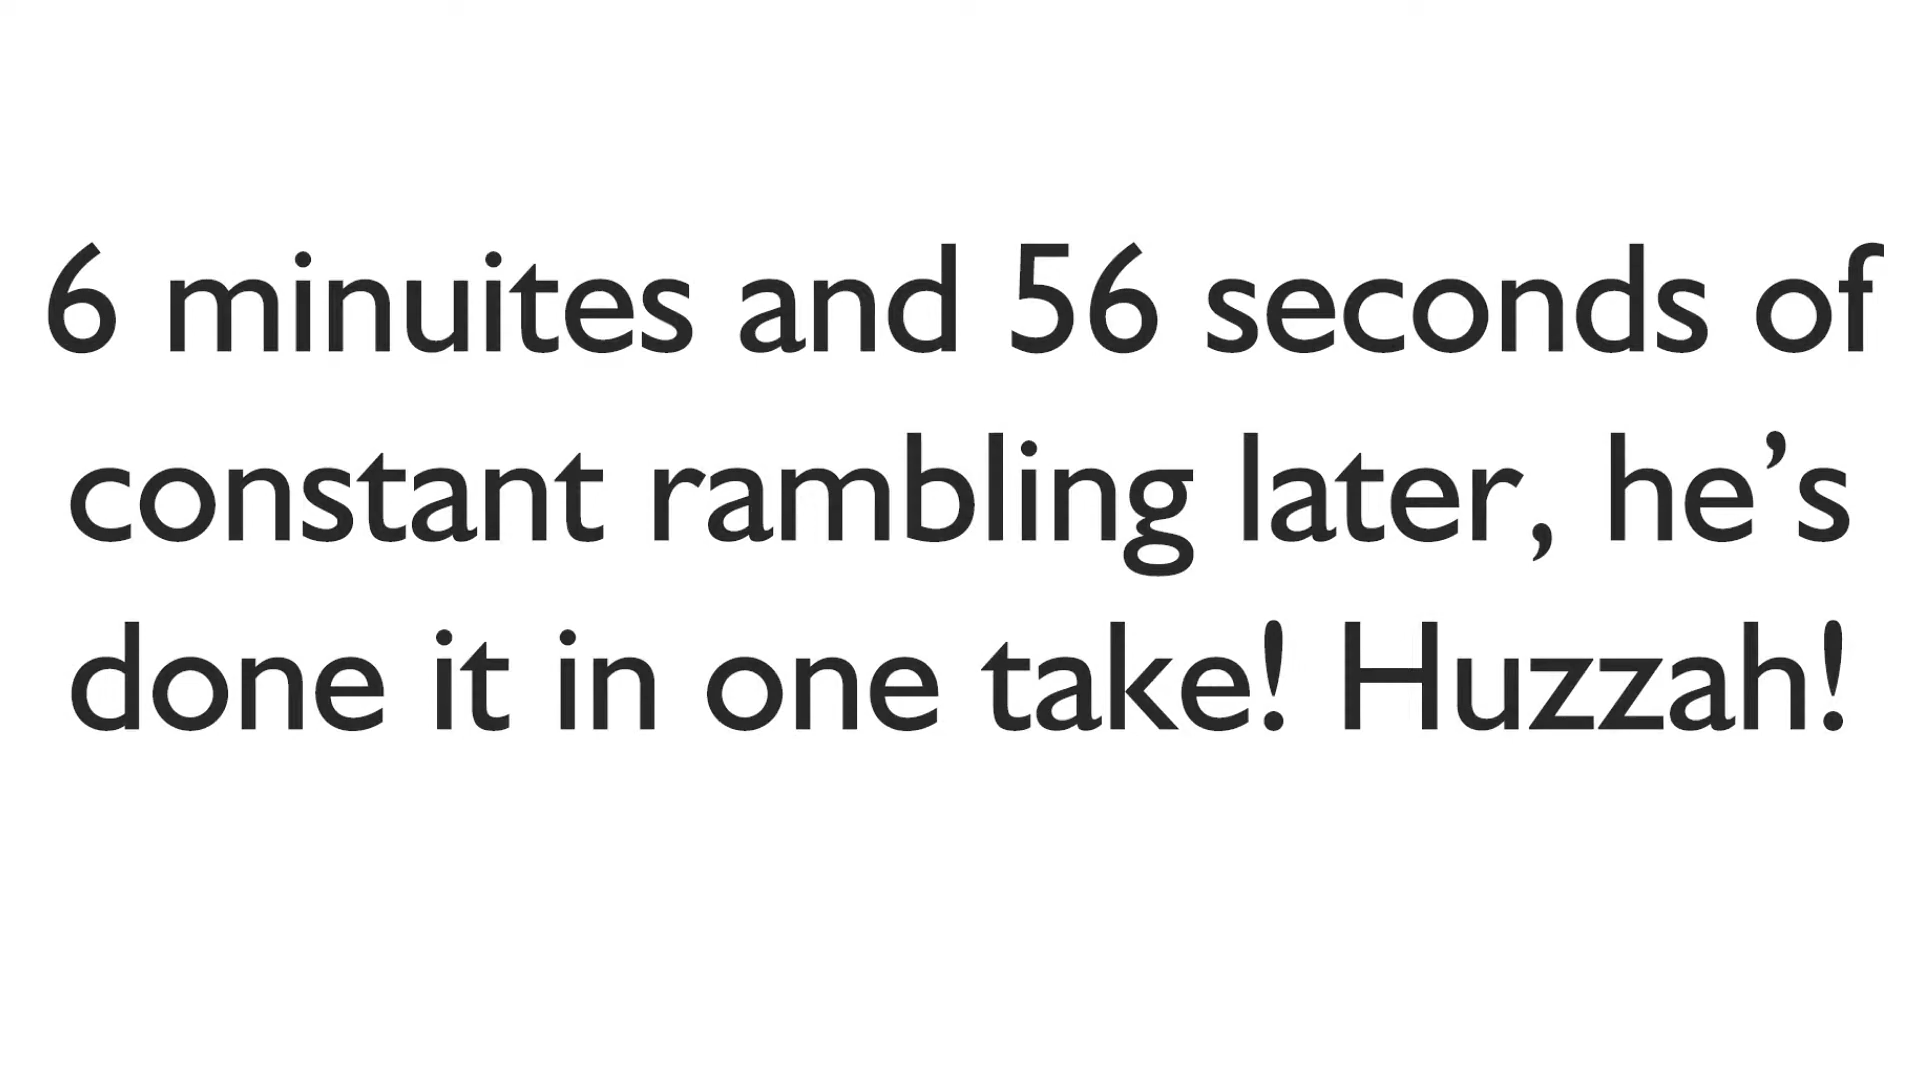 6 minuites and 56 seconds of
constant rambling later, he’s
done it in one take! Huzzah!